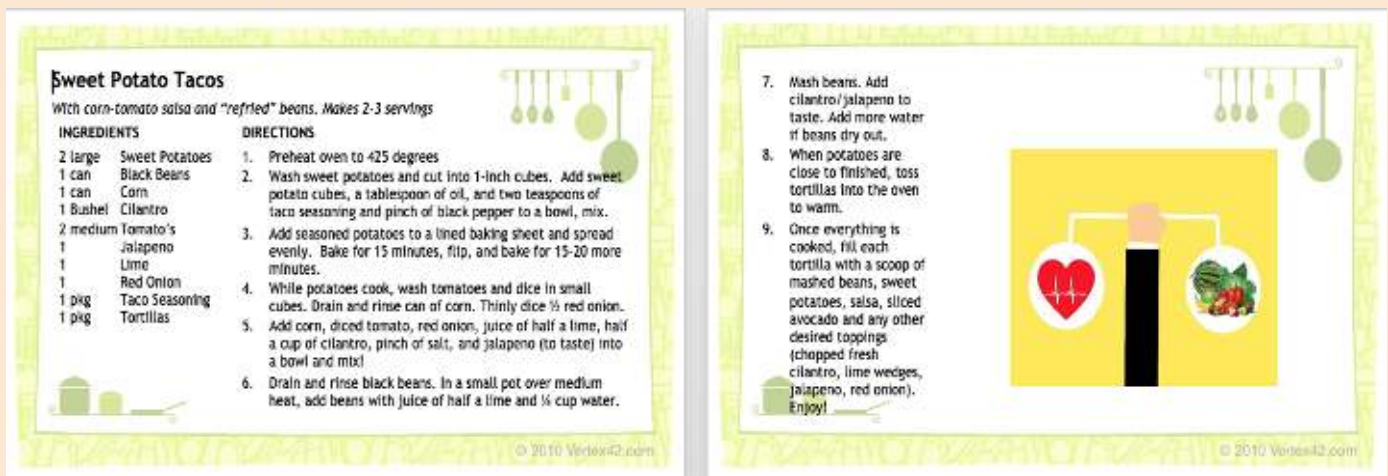 Sweet Potato Tacos
With corn-tomato salsa and “refried” beans. Makes 2-3 servings
INGREDIENTS
2 large Sweet Potatoes
1 can Black Beans
1 can Corn
1 Bushel Cilantro
2 medium Tomato's
1 Jalapeno
1 Lime
1 Red Onion
1 pkg Taco Seasoning
1 pkg Tortillas
DIRECTIONS
1. Preheat oven to 425 degrees
2. Wash sweet potatoes and cut into 1-inch cubes. Add sweet
potato cubes, a tablespoon of oil, and two teaspoons of
taco seasoning and pinch of black pepper to a bowl, mix.
3. Add seasoned potatoes to a lined baking sheet and spread
evenly. Bake for 15 minutes, flip, and bake for 15-20 more
minutes.
4. While potatoes cook, wash tomatoes and dice in small
cubes. Drain and rinse can of corn. Thinly dice red onion.
5. Add corn, diced tomato, red onion, juice of half a lime, half
a cup of cilantro, pinch of salt, and jalapeno (to taste) into
a bowl and mix!
6. Drain and rinse black beans. In a small pot over medium
heat, add beans with juice of half a lime and cup water.
© 2010 Vertex42.com
7. Mash beans. Add
cilantro/jalapeno to
taste. Add more water
if beans dry out.
8. When potatoes are
close to finished, toss
tortillas into the oven
to warm.
9. Once everything is
cooked, fill each
tortilla with a scoop of
mashed beans, sweet
potatoes, salsa, sliced
avocado and any other
desired toppings
(chopped fresh
cilantro, lime wedges,
jalapeno, red onion).
Enjoy!
© 2010 Vertex42.com